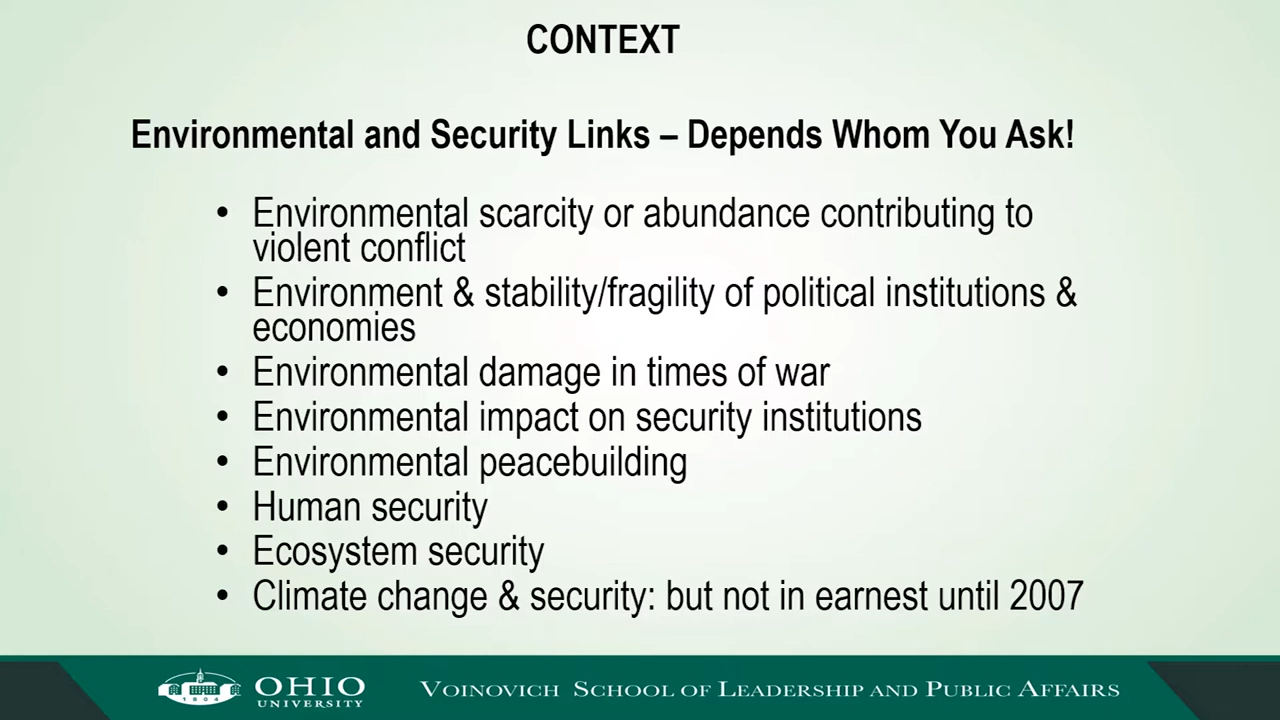 CONTEXT
Environmental and Security Links – Depends Whom You Ask!
• Environmental scarcity or abundance contributing to
violent conflict
• Environment & stability/fragility of political institutions &
economies
• Environmental damage in times of war
• Environmental impact on security institutions
• Environmental peacebuilding
• Human security
• Ecosystem security
• Climate change & security: but not in earnest until 2007
1804
OHIO
UNIVERSITY
VOINOVICH SCHOOL OF LEADERSHIP AND PUBLIC AFFAIRS